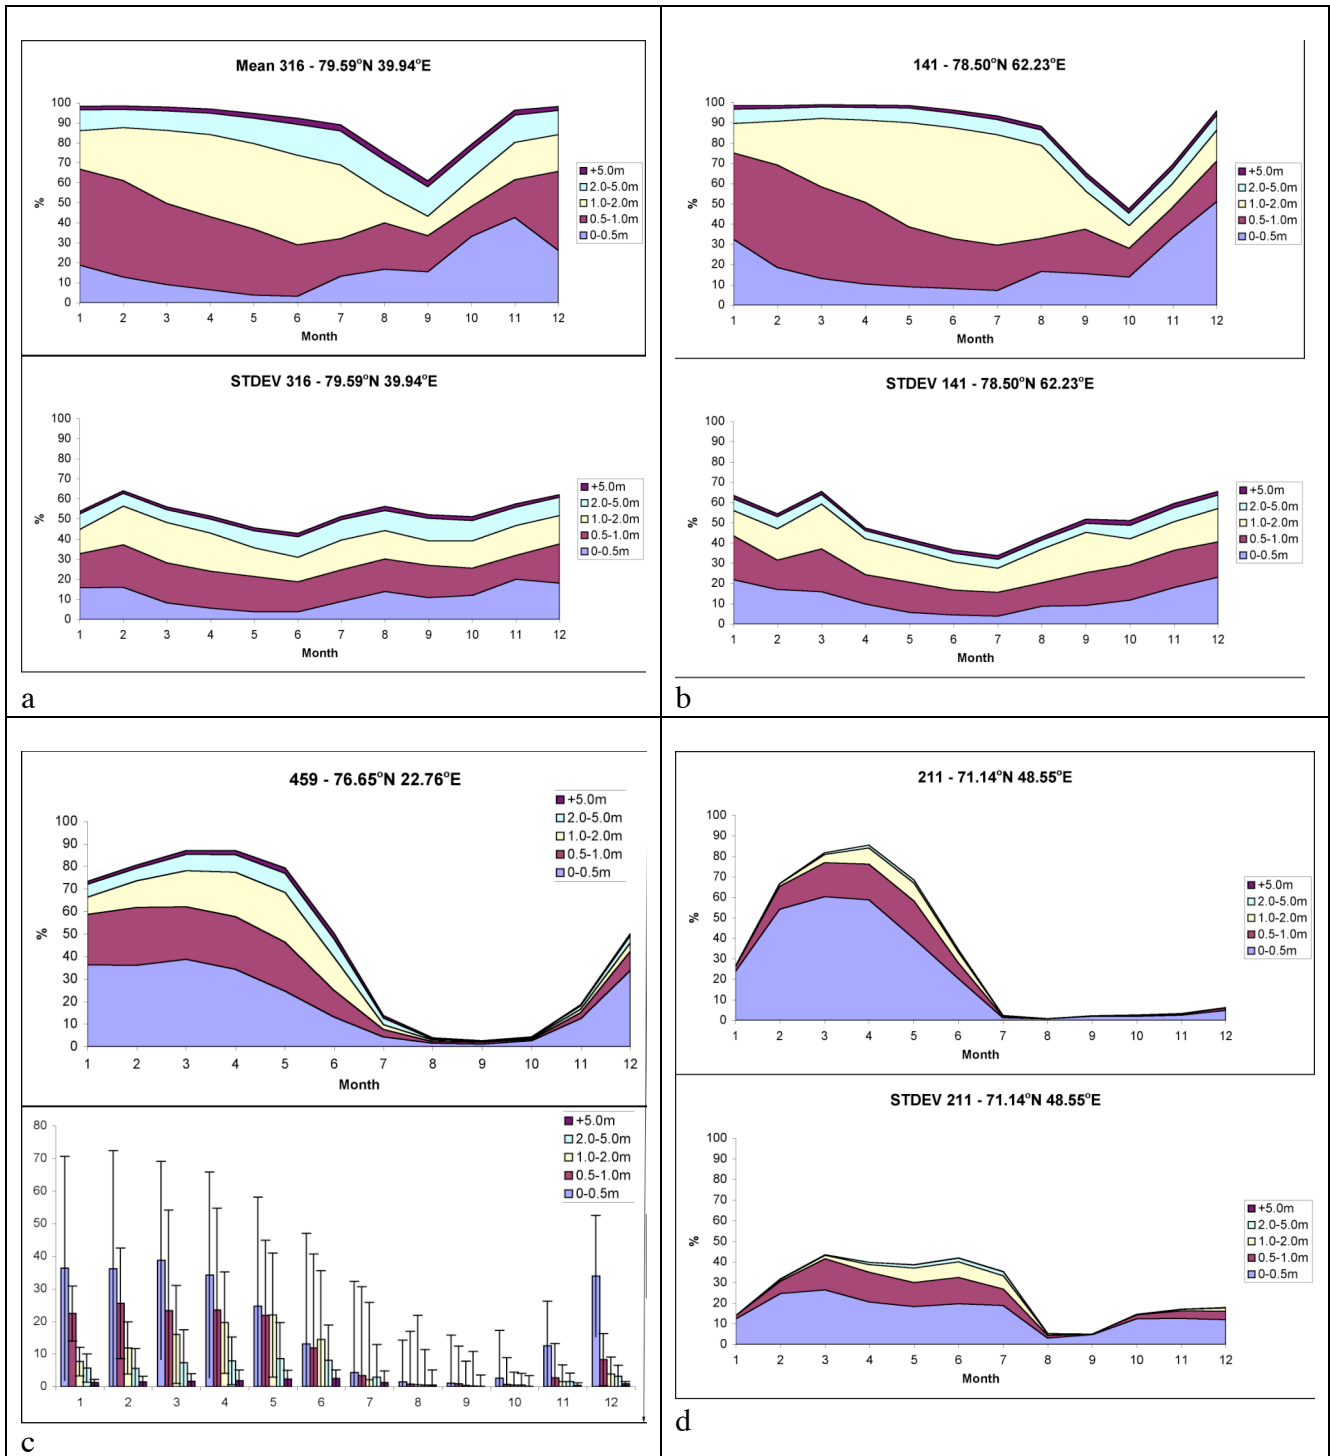 Mean 316 - 79.59°N 39.94°E
100
90
80
70
60
50
40
30
20
10
0
%
1 2 3 4 5 6 7 8 9 10 11 12
Month
+5.0m
2.0-5.0m
1.0-2.0m
0.5-1.0m
0-0.5m
STDEV 316 - 79.59°N 39.94°E
100
90
80
70
60
50
40
30
20
10
0
%
1 2 3 4 5 6 7 8 9 10 11 12
Month
+5.0m
2.0-5.0m
1.0-2.0m
0.5-1.0m
0-0.5m
a
141 - 78.50°N 62.23°E
100
90
80
70
60
50
40
30
20
10
0
%
1 2 3 4 5 6 7 8 9 10 11 12
Month
+5.0m
2.0-5.0m
1.0-2.0m
0.5-1.0m
0-0.5m
STDEV 141 - 78.50°N 62.23°E
100
90
80
70
60
50
40
30
20
10
0
%
1 2 3 4 5 6 7 8 9 10 11 12
Month
+5.0m
2.0-5.0m
1.0-2.0m
0.5-1.0m
0-0.5m
b
459 - 76.65°N 22.76°E
+5.0m
2.0-5.0m
1.0-2.0m
0.5-1.0m
0-0.5m
100
90
80
70
60
50
40
30
20
10
0
%
1 2 3 4 5 6 7 8 9 10 11 12
Month
+5.0m
2.0-5.0m
1.0-2.0m
0.5-1.0m
0-0.5m
80
70
60
50
40
30
20
10
0
1 2 3 4 5 6 7 8 9 10 11 12
c
211 - 71.14°N 48.55°E
100
90
80
70
60
50
40
30
20
10
0
%
1 2 3 4 5 6 7 8 9 10 11 12
Month
+5.0m
2.0-5.0m
1.0-2.0m
0.5-1.0m
0-0.5m
STDEV 211 - 71.14°N 48.55°E
100
90
80
70
60
50
40
30
20
10
0
%
1 2 3 4 5 6 7 8 9 10 11 12
Month
+5.0m
2.0-5.0m
1.0-2.0m
0.5-1.0m
0-0.5m
d